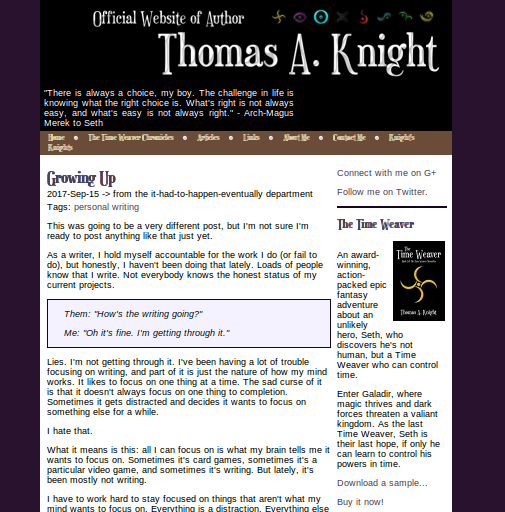 Official Website of Author
Thomas A. Knight
"There is always a choice, my boy. The challenge in life is
knowing what the right choice is. What's right is not always
easy, and what's easy is not always right." - Arch-Magus
Merek to Seth
Home • The Time Weaver Chronicles • Articles • Links • About Me • Contact Me • Knight's
Knights
Growing Up
2017-Sep-15 -> from the it-had-to-happen-eventually department
Tags: personal writing
This was going to be a very different post, but I'm not sure I'm
ready to post anything like that just yet.
As a writer, I hold myself accountable for the work I do (or fail to
do), but honestly, I haven't been doing that lately. Loads of people
know that I write. Not everybody knows the honest status of my
current projects.
Them: "How's the writing going?"
Me: "Oh it's fine. I'm getting through it."
Lies. I'm not getting through it. I've been having a lot of trouble
focusing on writing, and part of it is just the nature of how my mind
works. It likes to focus on one thing at a time. The sad curse of it
is that it doesn't always focus on one thing to completion.
Sometimes it gets distracted and decides it wants to focus on
something else for a while.
I hate that.
What it means is this: all I can focus on is what my brain tells me it
wants to focus on. Sometimes it's card games, sometimes it's a
particular video game, and sometimes it's writing. But lately, it's
been mostly not writing.
I have to work hard to stay focused on things that aren't what my
mind wants to focus on. Everything is a distraction. Everything else
Connect with me on G+
Follow me on Twitter.
The Time Weaver
An award-
winning,
action-
packed epic
fantasy
adventure
about an
unlikely
hero, Seth, who
discovers he's not
human, but a Time
Weaver who can control
time.
The
Time Weaver
Thomas A. Knight
Enter Galadir, where
magic thrives and dark
forces threaten a valiant
kingdom. As the last
Time Weaver, Seth is
their last hope, if only he
can learn to control his
powers in time.
Download a sample...
Buy it now!